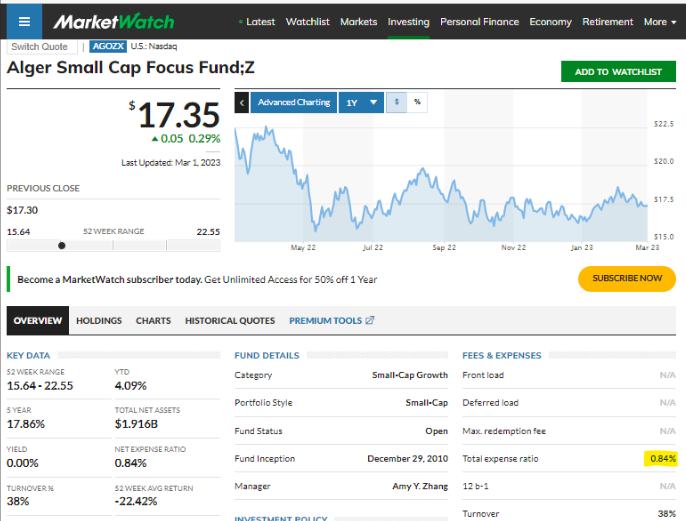 MarketWatch
Latest Watchlist Markets Investing Personal Finance Economy Retirement More
Switch Quote | AGOZX U.S.: Nasdaq
Alger Small Cap Focus Fund;Z
ADD TO WATCHLIST
$17.35
0.05 0.29%
Last Updated: Mar 1, 2023
PREVIOUS CLOSE
$17.30
15.64 52 WEEK RANGE 22.55
Advanced Charting 1Y $ %
$22.5
$20.0
$17.5
$15.0
May 22 Jul 22 Sep 22 Nov 22 Jan 23 Mar 23
Become a MarketWatch subscriber today. Get Unlimited Access for 50% off 1 Year
SUBSCRIBE NOW
OVERVIEW HOLDINGS CHARTS HISTORICAL QUOTES PREMIUM TOOLS
KEY DATA
52 WEEK RANGE YTD
15.64 - 22.55 4.09%
5 YEAR TOTAL NET ASSETS
17.86% $1.916B
YIELD NET EXPENSE RATIO
0.00% 0.84%
TURNOVER % 52 WEEK AVG RETURN
38% -22.42%
FUND DETAILS
Category Small-Cap Growth
Portfolio Style Small-Cap
Fund Status Open
Fund Inception December 29, 2010
Manager Amy Y. Zhang
INVESTMENT POLICY
FEES & EXPENSES
Front load N/A
Deferred load N/A
Max. redemption fee N/A
Total expense ratio 0.84%
12 b-1 N/A
Turnover 38%